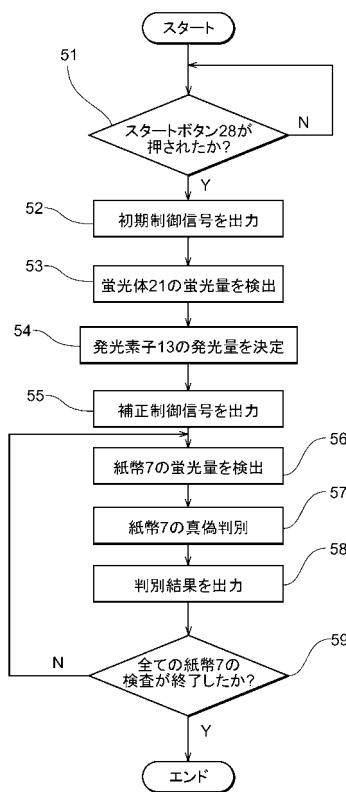 スタート
51
スタートボタン28が
押されたか?
N
Y
52
初期制御信号を出力
53
蛍光体21の蛍光量を検出
54
発光素子13の発光量を決定
55
補正制御信号を出力
56
紙幣7の蛍光量を検出
57
紙幣7の真偽判別
58
判別結果を出力
59
全ての紙幣7の
検査が終了したか?
N
Y
エンド